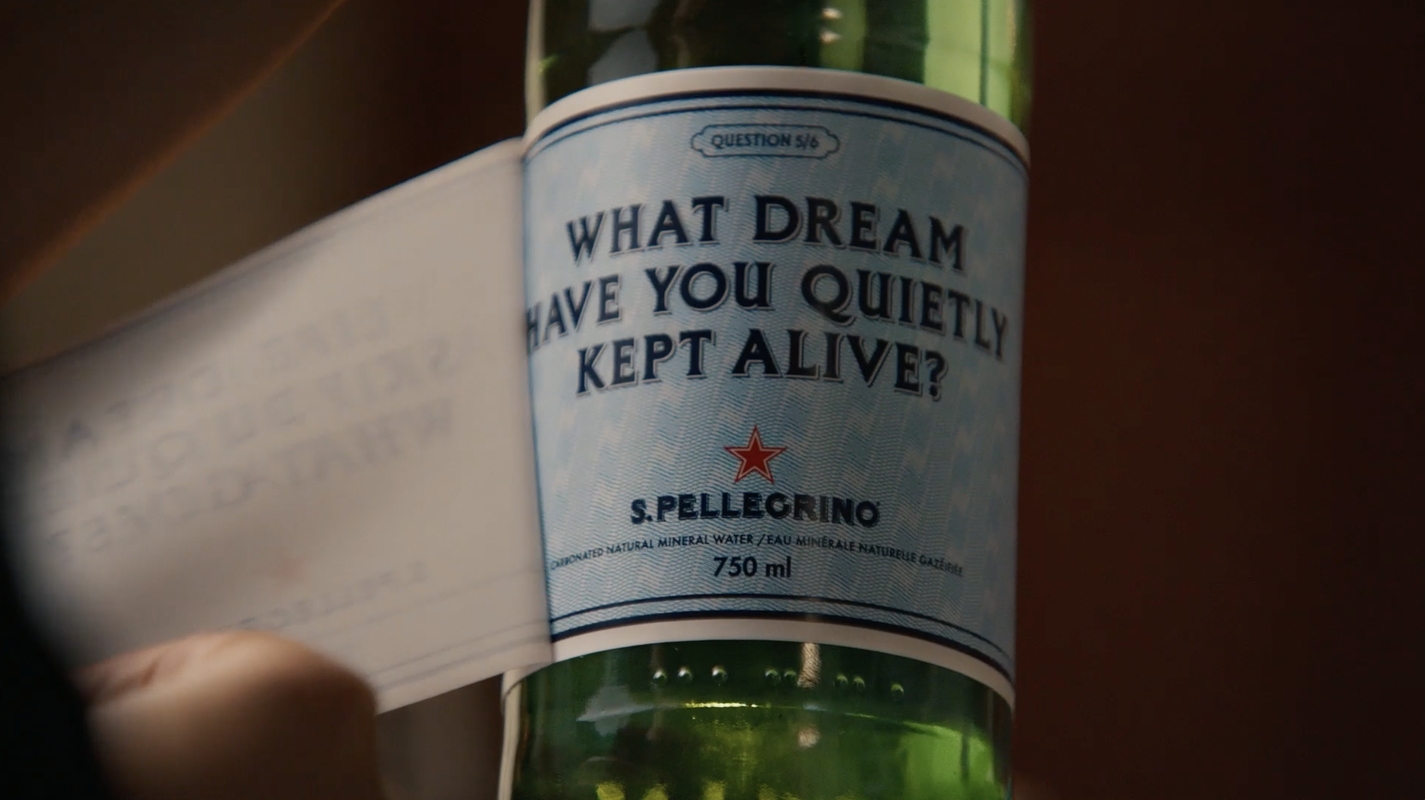 QUESTION 5/6
WHAT DREAM
HAVE YOU QUIETLY
KEPT ALIVE?
S.PELLEGRINO
CARBONATED NATURAL MINERAL WATER / EAU MINÉRALE NATURELLE GAZÉIFIÉE
750 ml